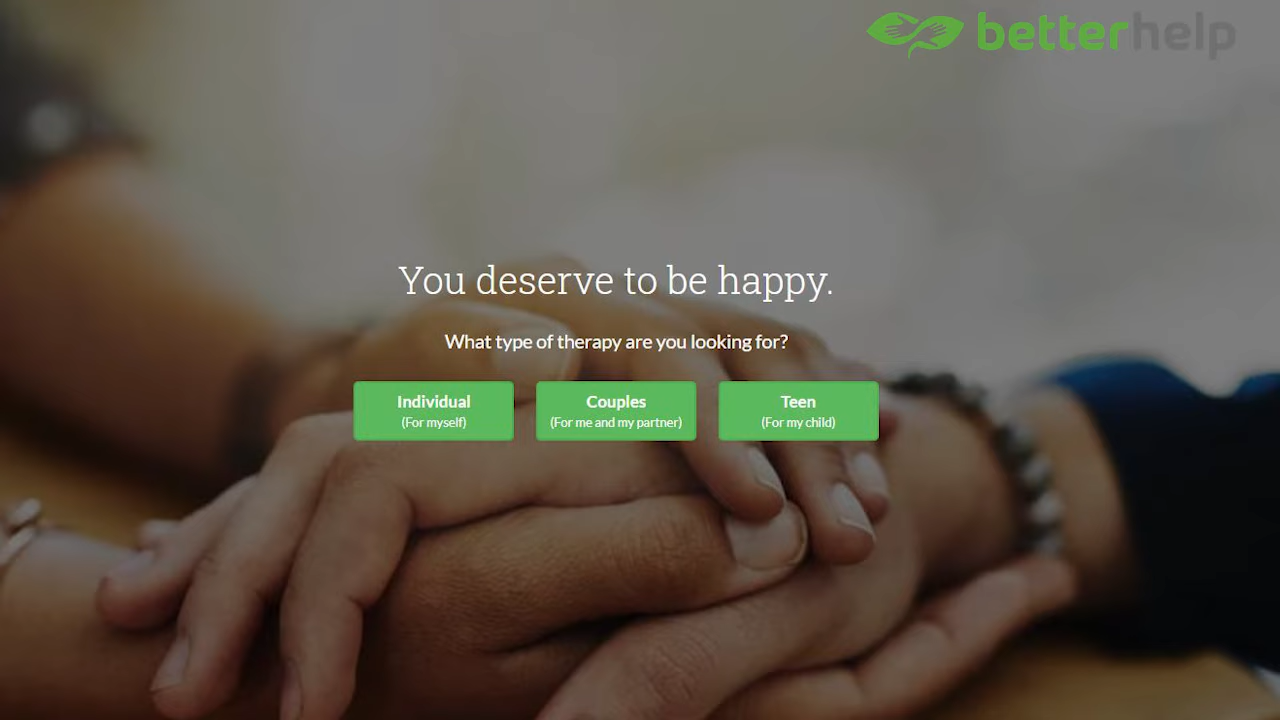 betterhelp
You deserve to be happy.
What type of therapy are you looking for?
Individual
(For myself)
Couples
(For me and my partner)
Teen
(For my child)